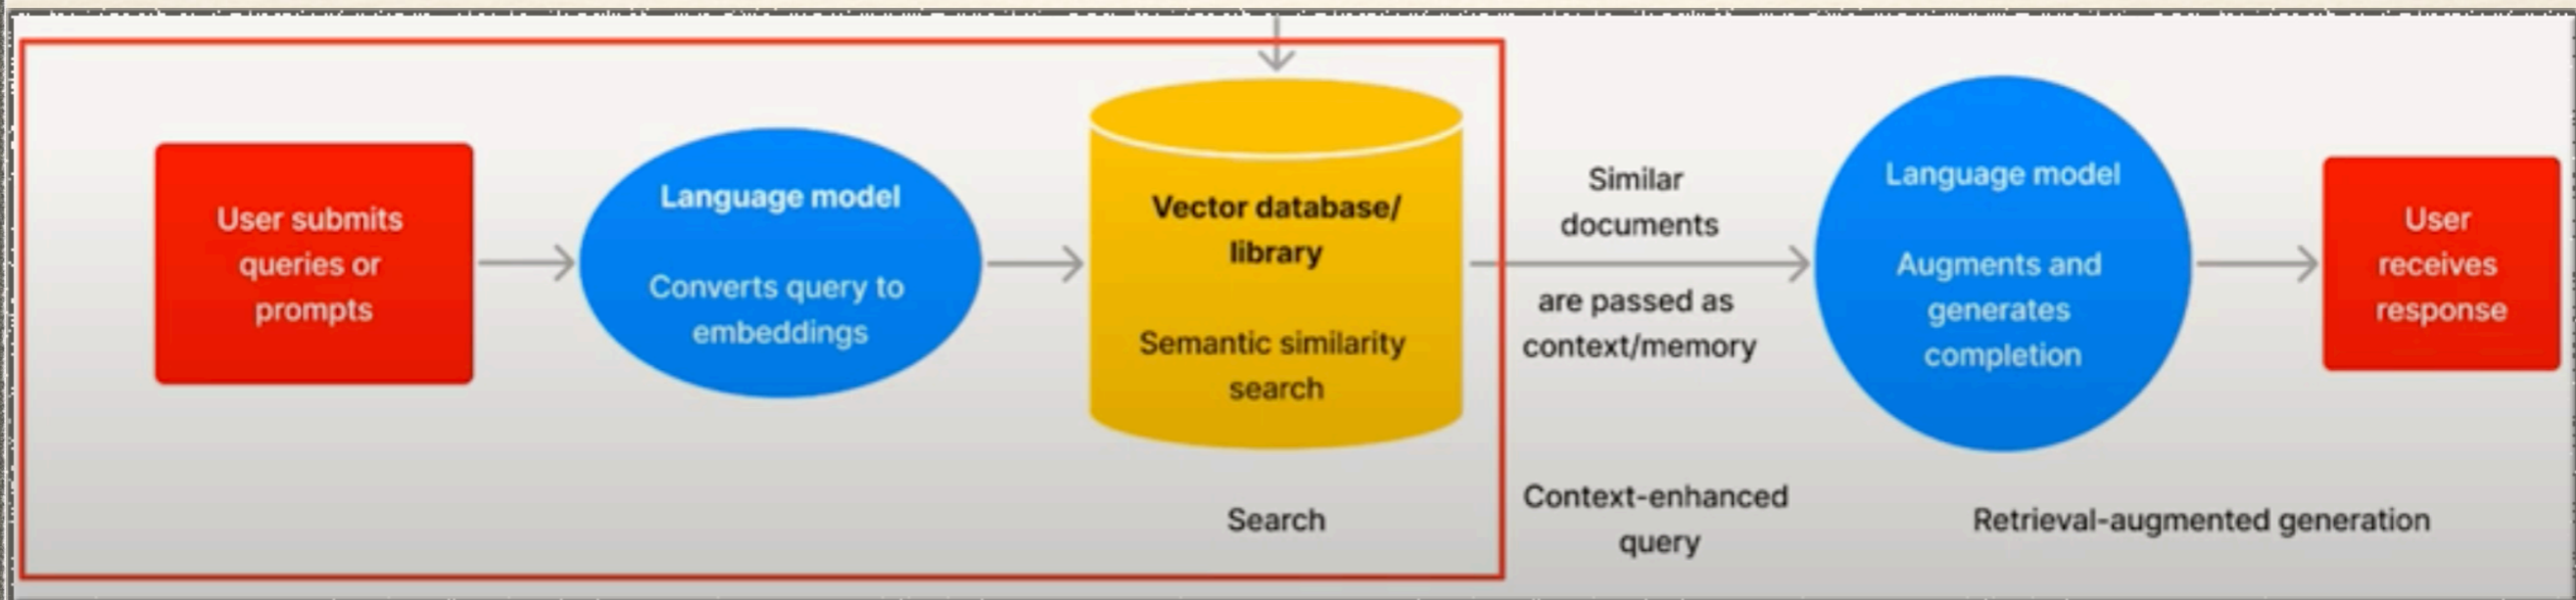 User submits
queries or
prompts
Language model
Converts query to
embeddings
Vector database/
library
Semantic similarity
search
Search
Similar
documents
are passed as
context/memory
Context-enhanced
query
Language model
Augments and
generates
completion
Retrieval-augmented generation
User
receives
response